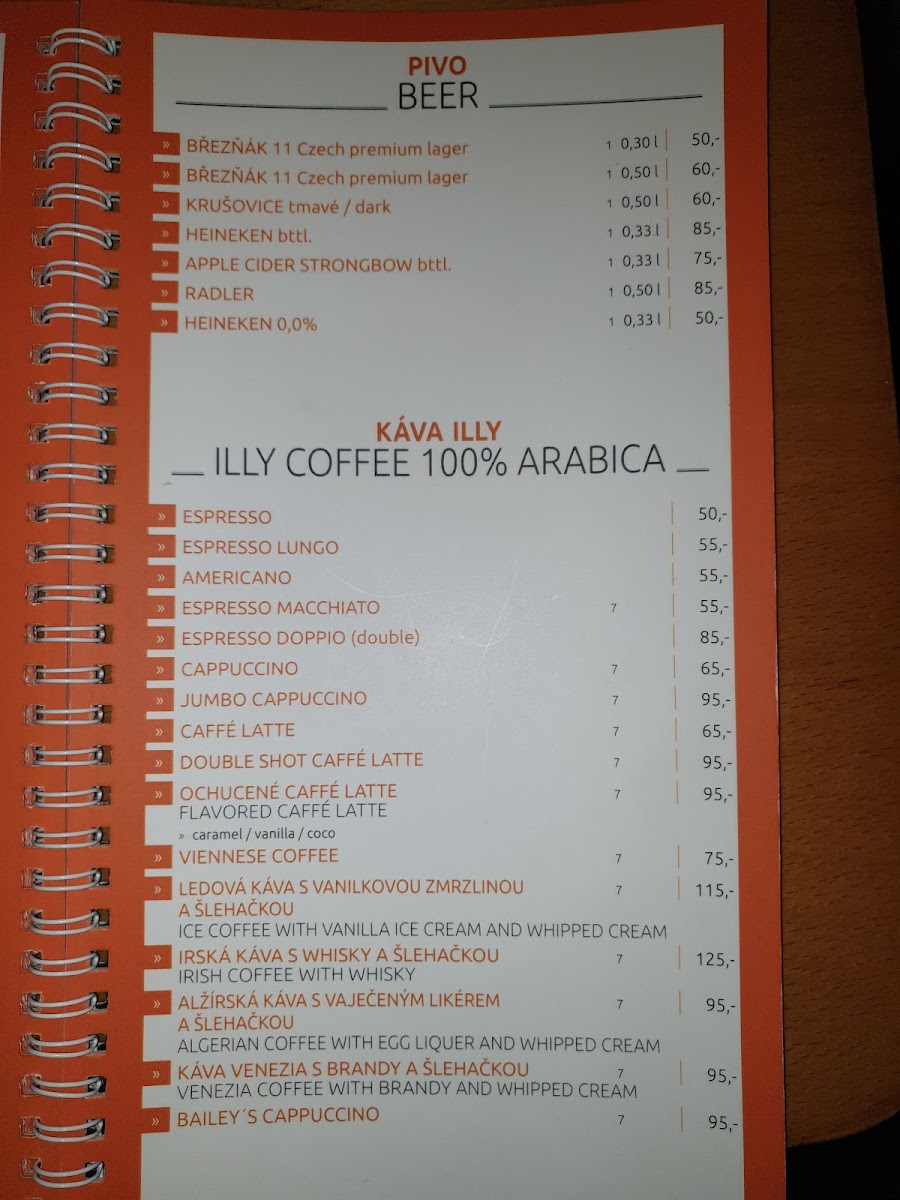 PIVO
BEER
» BŘEZŇÁK 11 Czech premium lager 1 0,30 l 50,-
» BŘEZŇÁK 11 Czech premium lager 1 0,50 l 60,-
» KRUŠOVICE tmavé / dark 1 0,50 l 60,-
» HEINEKEN bttl. 1 0,33 l 85,-
» APPLE CIDER STRONGBOW bttl. 1 0,33 l 75,-
» RADLER 1 0,50 l 85,-
» HEINEKEN 0,0% 1 0,33 l 50,-
KÁVA ILLY
ILLY COFFEE 100% ARABICA
» ESPRESSO 50,-
» ESPRESSO LUNGO 55,-
» AMERICANO 55,-
» ESPRESSO MACCHIATO 7 55,-
» ESPRESSO DOPPIO (double) 85,-
» CAPPUCCINO 7 65,-
» JUMBO CAPPUCCINO 7 95,-
» CAFFÉ LATTE 7 65,-
» DOUBLE SHOT CAFFÉ LATTE 7 95,-
» OCHUCENÉ CAFFÉ LATTE 7 95,-
FLAVORED CAFFÉ LATTE
» caramel / vanilla / coco
» VIENNESE COFFEE 7 75,-
» LEDOVÁ KÁVA S VANILKOVOU ZMRZLINOU 7 115,-
A ŠLEHAČKOU
ICE COFFEE WITH VANILLA ICE CREAM AND WHIPPED CREAM
» IRSKÁ KÁVA S WHISKY A ŠLEHAČKOU 7 125,-
IRISH COFFEE WITH WHISKY
» ALŽÍRSKÁ KÁVA S VAJEČENÝM LIKÉREM 7 95,-
A ŠLEHAČKOU
ALGERIAN COFFEE WITH EGG LIQUER AND WHIPPED CREAM
» KÁVA VENEZIA S BRANDY A ŠLEHAČKOU 7 95,-
VENEZIA COFFEE WITH BRANDY AND WHIPPED CREAM
» BAILEY´S CAPPUCCINO 7 95,-